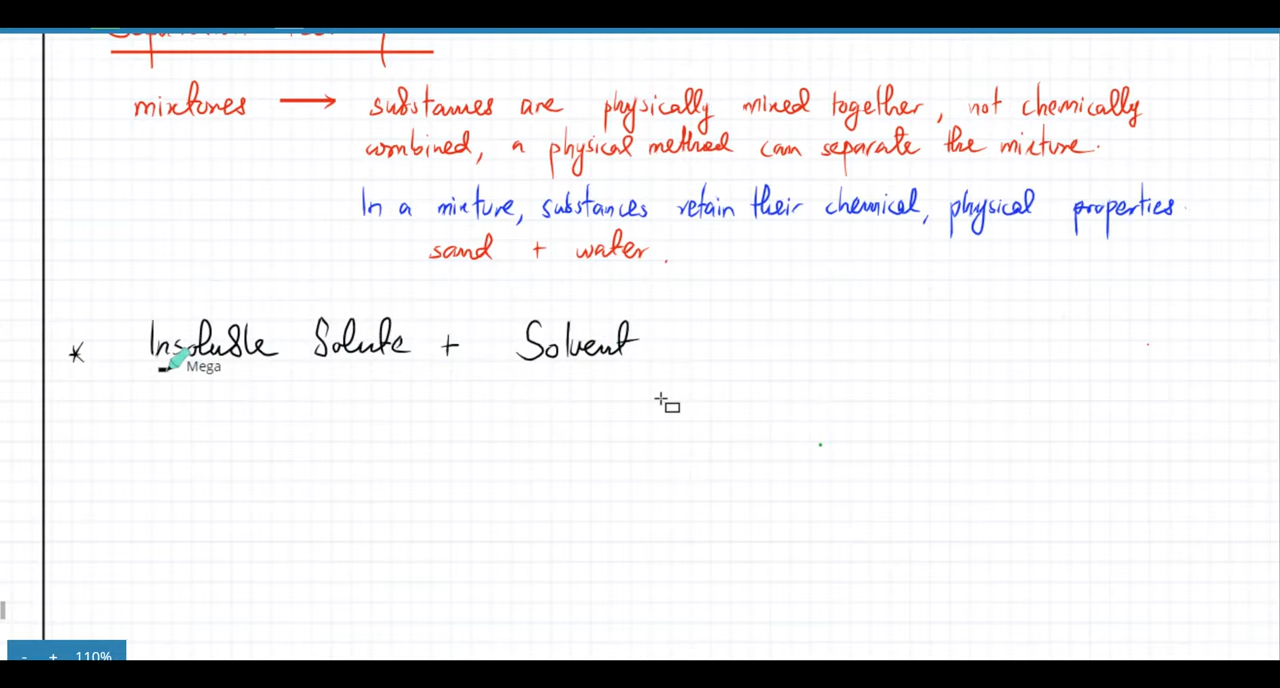 mixtures → substances are physically mixed together, not chemically
combined, a physical method can separate the mixture.
In a mixture, substances retain their chemical, physical properties.
sand + water.
* Insoluble Solute + Solvent
Mega
- + 110%